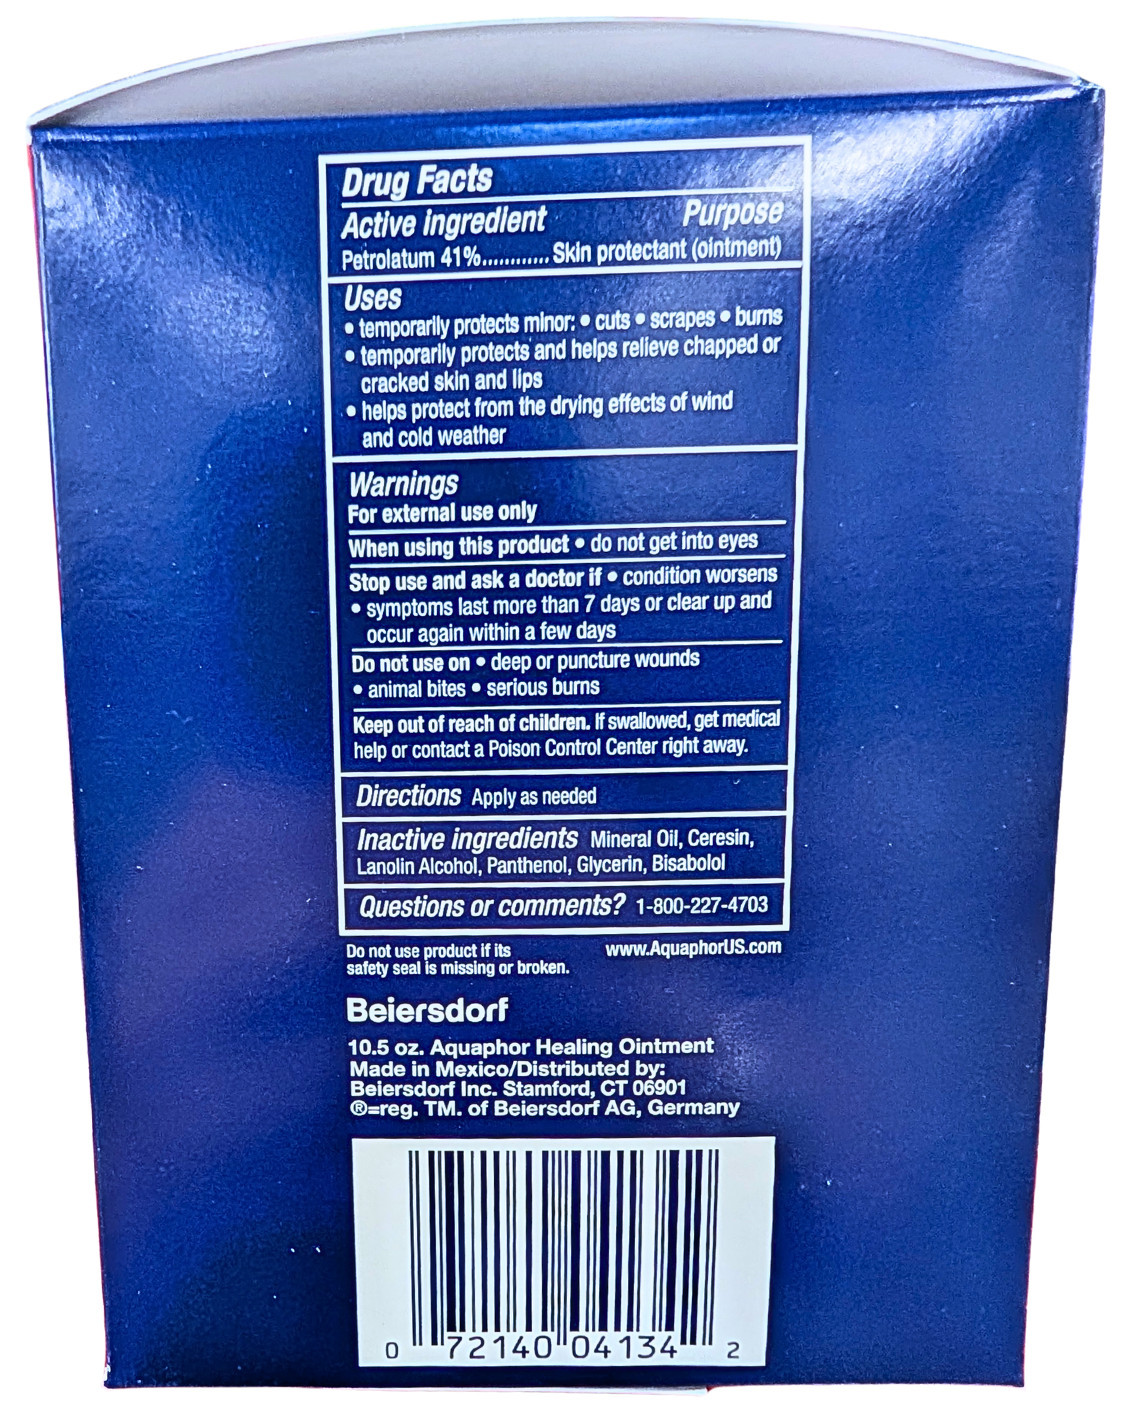 Drug Facts
Active ingredient Purpose
Petrolatum 41%............ Skin protectant (ointment)
Uses
• temporarily protects minor: • cuts • scrapes • burns
• temporarily protects and helps relieve chapped or
cracked skin and lips
• helps protect from the drying effects of wind
and cold weather
Warnings
For external use only
When using this product • do not get into eyes
Stop use and ask a doctor if • condition worsens
• symptoms last more than 7 days or clear up and
occur again within a few days
Do not use on • deep or puncture wounds
• animal bites • serious burns
Keep out of reach of children. If swallowed, get medical
help or contact a Poison Control Center right away.
Directions Apply as needed
Inactive ingredients Mineral Oil, Ceresin,
Lanolin Alcohol, Panthenol, Glycerin, Bisabolol
Questions or comments? 1-800-227-4703
Do not use product if its www.AquaphorUS.com
safety seal is missing or broken.
Beiersdorf
10.5 oz. Aquaphor Healing Ointment
Made in Mexico/Distributed by:
Beiersdorf Inc. Stamford, CT 06901
®=reg. TM. of Beiersdorf AG, Germany
0 72140 04134 2